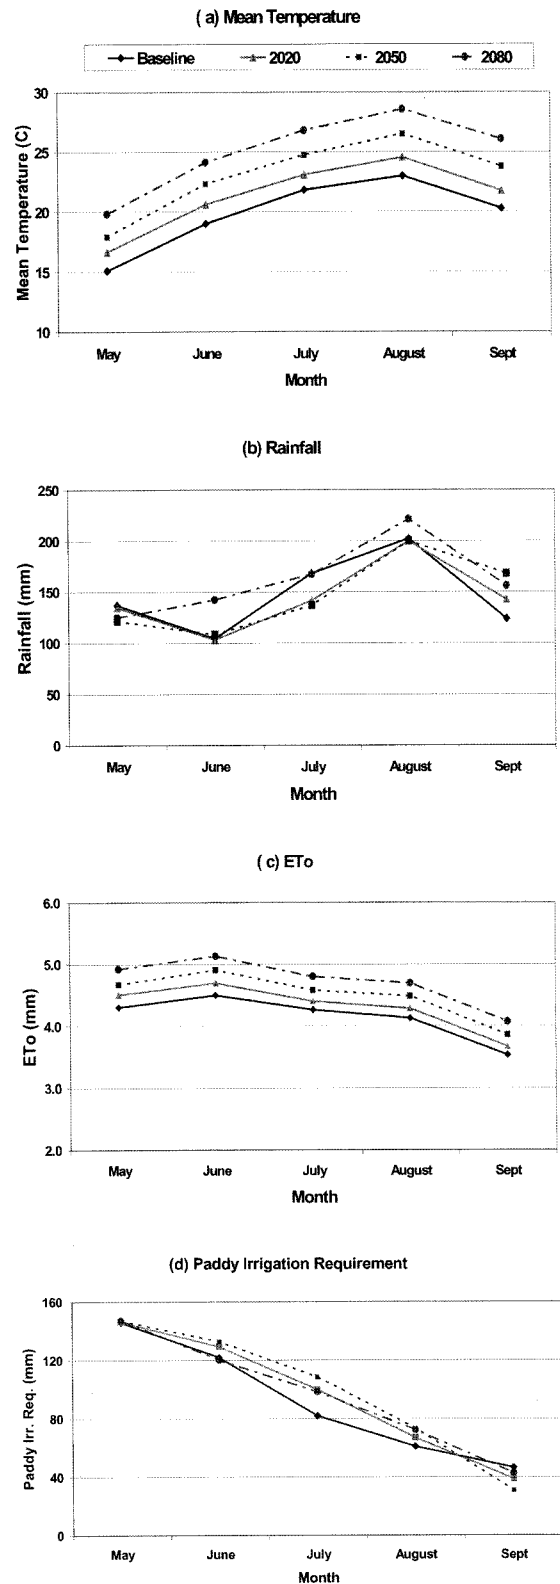 ( a) Mean Temperature
Baseline 2020 2050 2080
30
25
20
15
10
Mean Temperature (C)
May June July August Sept
Month
(b) Rainfall
250
200
150
100
50
0
Rainfall (mm)
May June July August Sept
Month
( c) ETo
6.0
5.0
4.0
3.0
2.0
ETo (mm)
May June July August Sept
Month
(d) Paddy Irrigation Requirement
160
120
80
40
0
Paddy Irr. Req. (mm)
May June July August Sept
Month